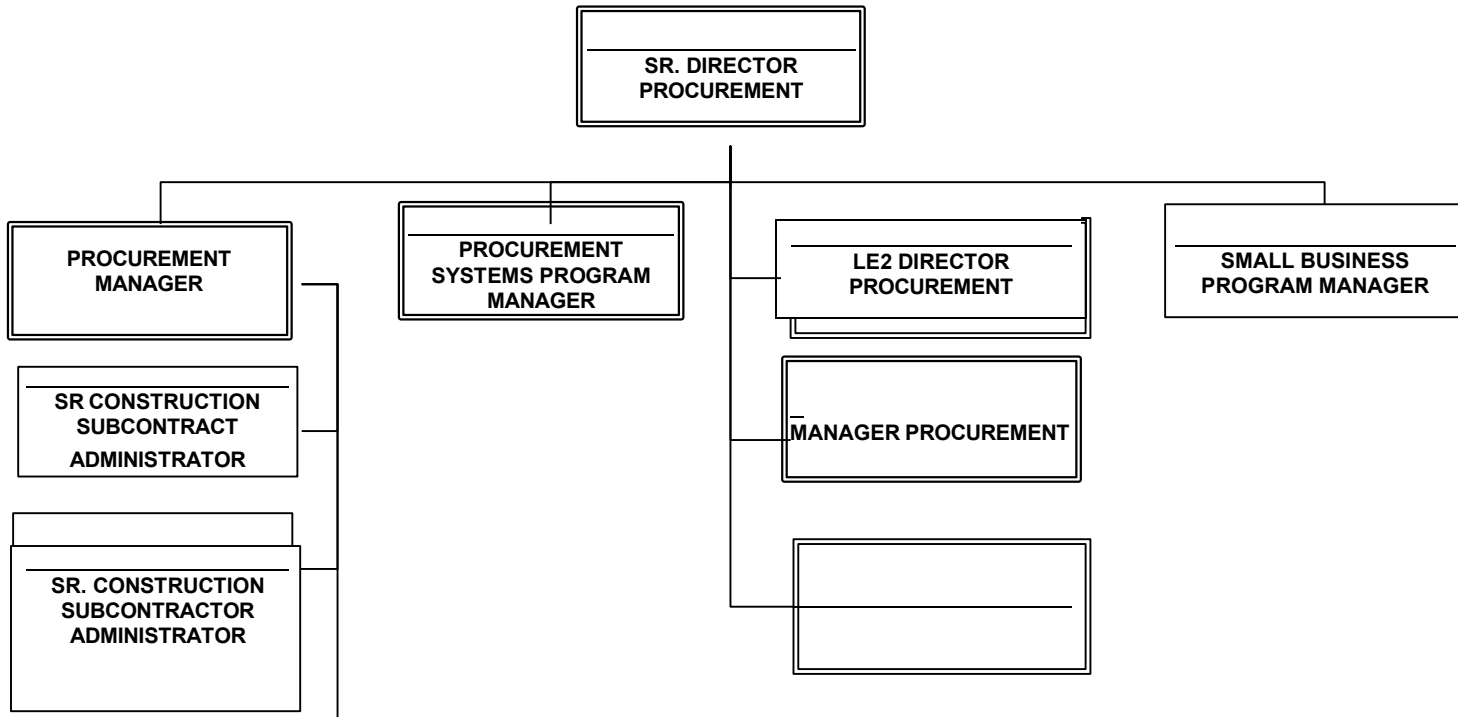 SR. DIRECTOR
PROCUREMENT
PROCUREMENT
MANAGER
PROCUREMENT
SYSTEMS PROGRAM
MANAGER
LE2 DIRECTOR
PROCUREMENT
SMALL BUSINESS
PROGRAM MANAGER
SR CONSTRUCTION
SUBCONTRACT
ADMINISTRATOR
MANAGER PROCUREMENT
SR. CONSTRUCTION
SUBCONTRACTOR
ADMINISTRATOR